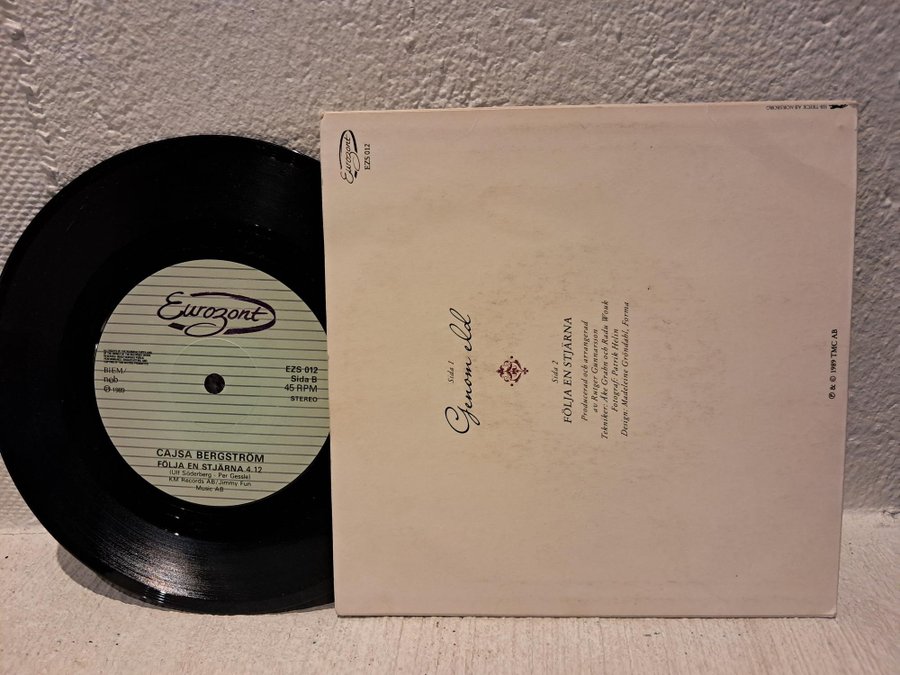 Eurozont
BIEM/
ncb
℗ 1989
EZS 012
Sida B
45 RPM
STEREO
CAJSA BERGSTRÖM
FÖLJA EN STJÄRNA 4.12
(Ulf Söderberg - Per Gessle)
KM Records AB/Jimmy Fun
Music AB
Eurozont
EZS 012
Sida 1
Genom eld
Sida 2
FÖLJA EN STJÄRNA
Producerad och arrangerad
av Rutger Gunnarsson
Tekniker: Åke Grahn och Radu Wouk
Fotograf: Patrik Helin
Design: Madeleine Gröndahl, Forma
℗ & © 1989 TMC AB